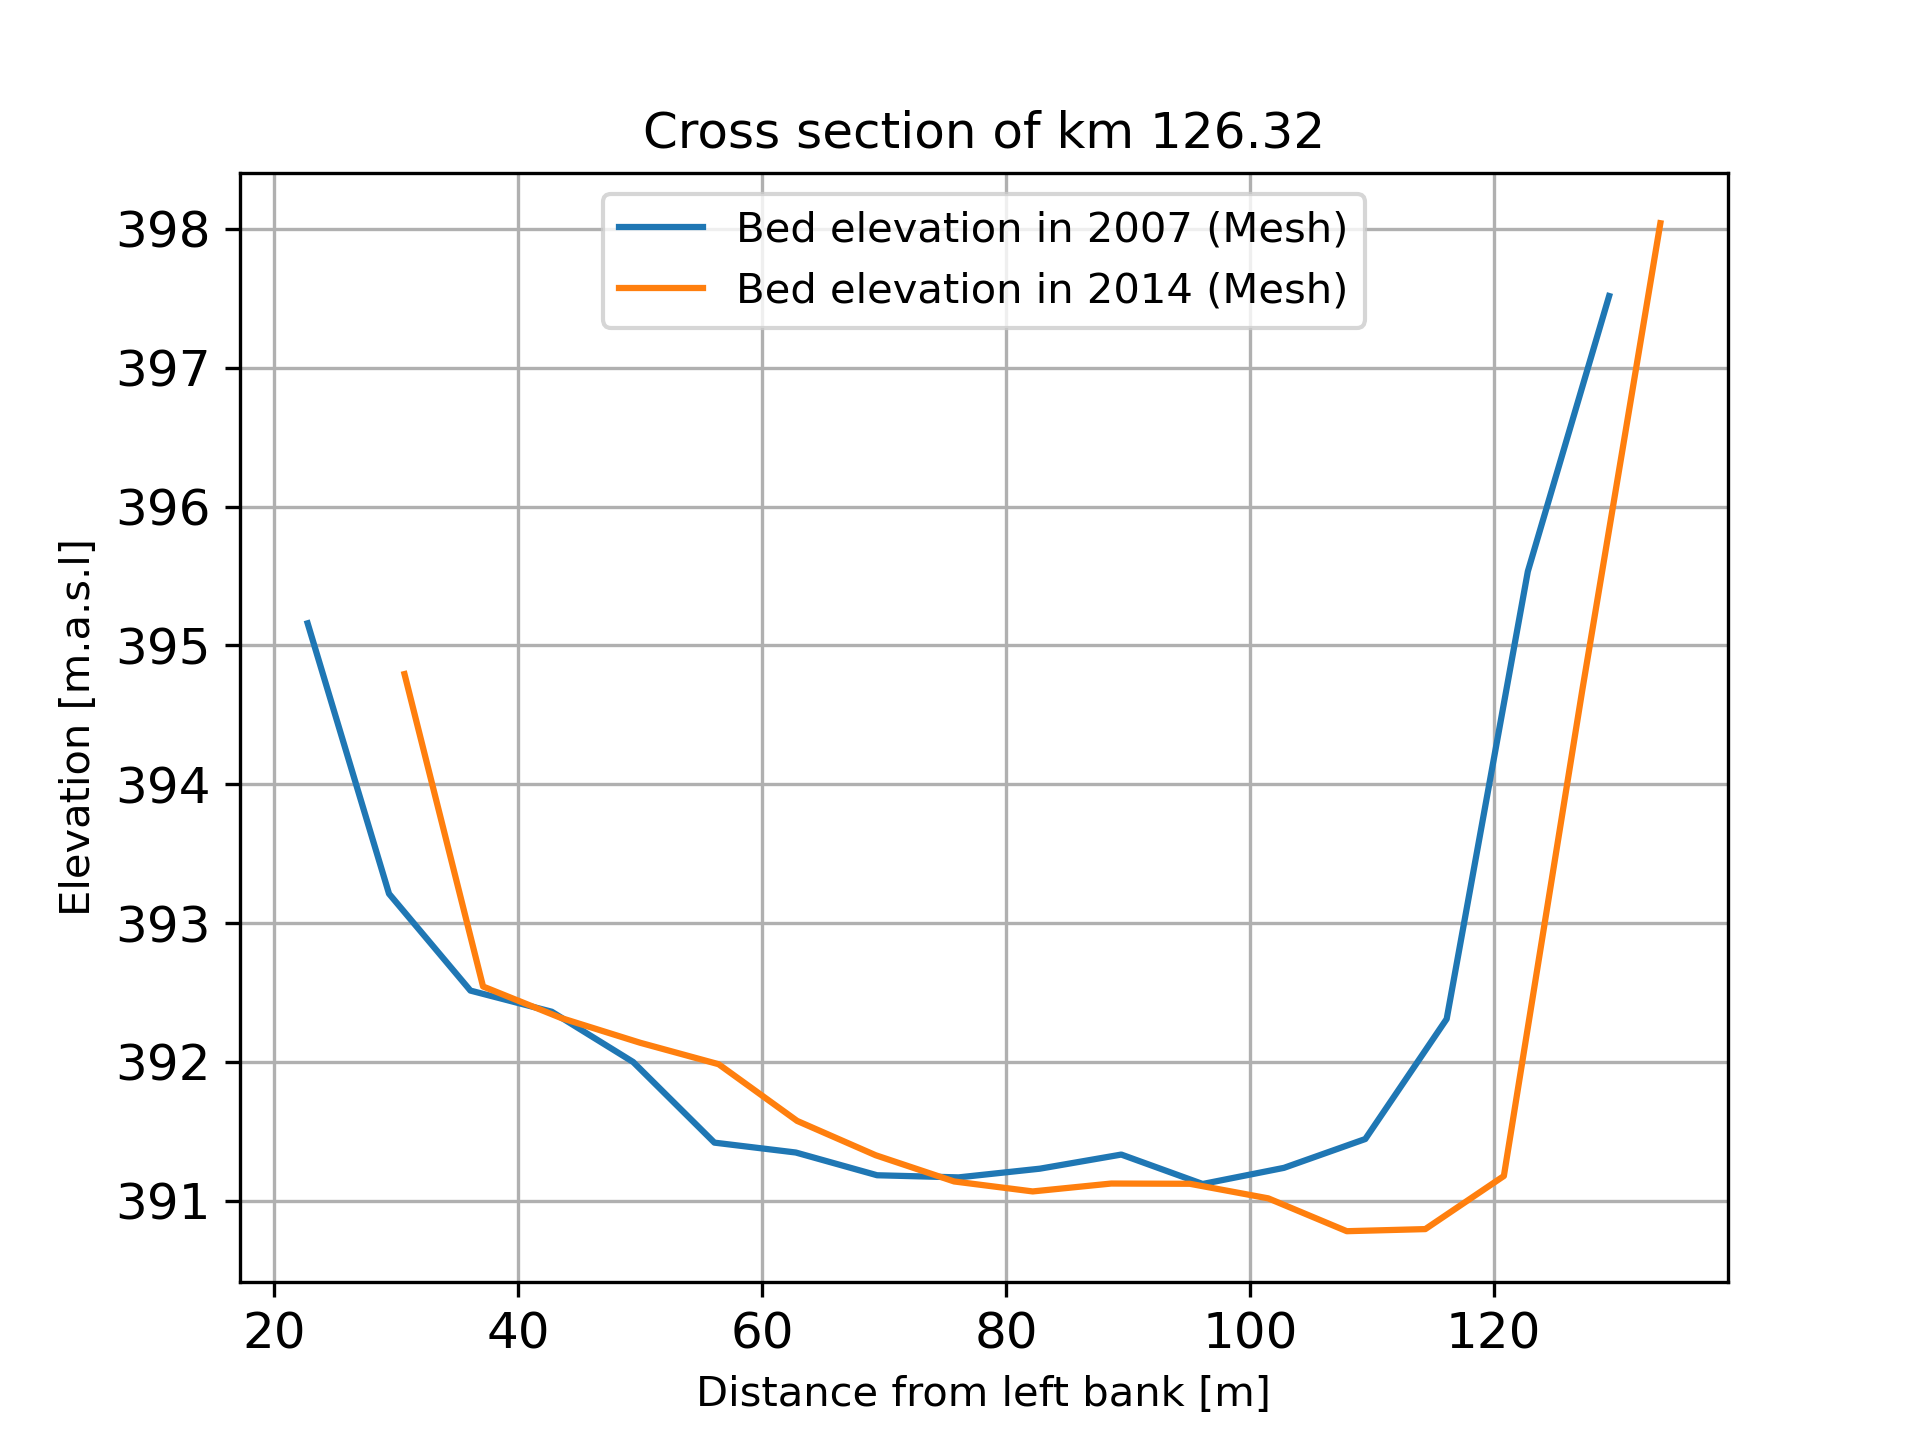 Cross section of km 126.32
Bed elevation in 2007 (Mesh)
Bed elevation in 2014 (Mesh)
398
397
396
395
394
393
392
391
Elevation [m.a.s.l]
20 40 60 80 100 120
Distance from left bank [m]